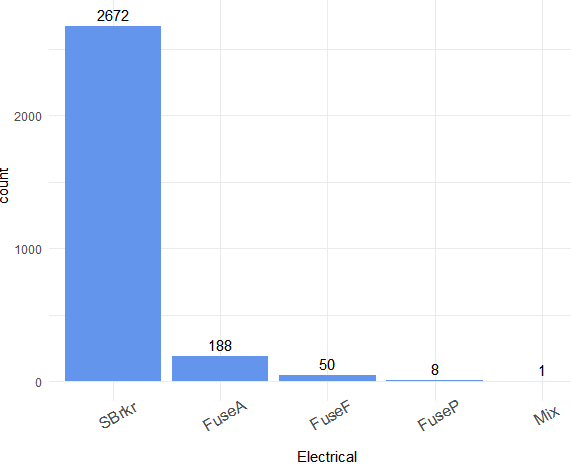 2672
2000
count
1000
188
50
8
1
0
SBrkr
FuseA
FuseF
FuseP
Mix
Electrical